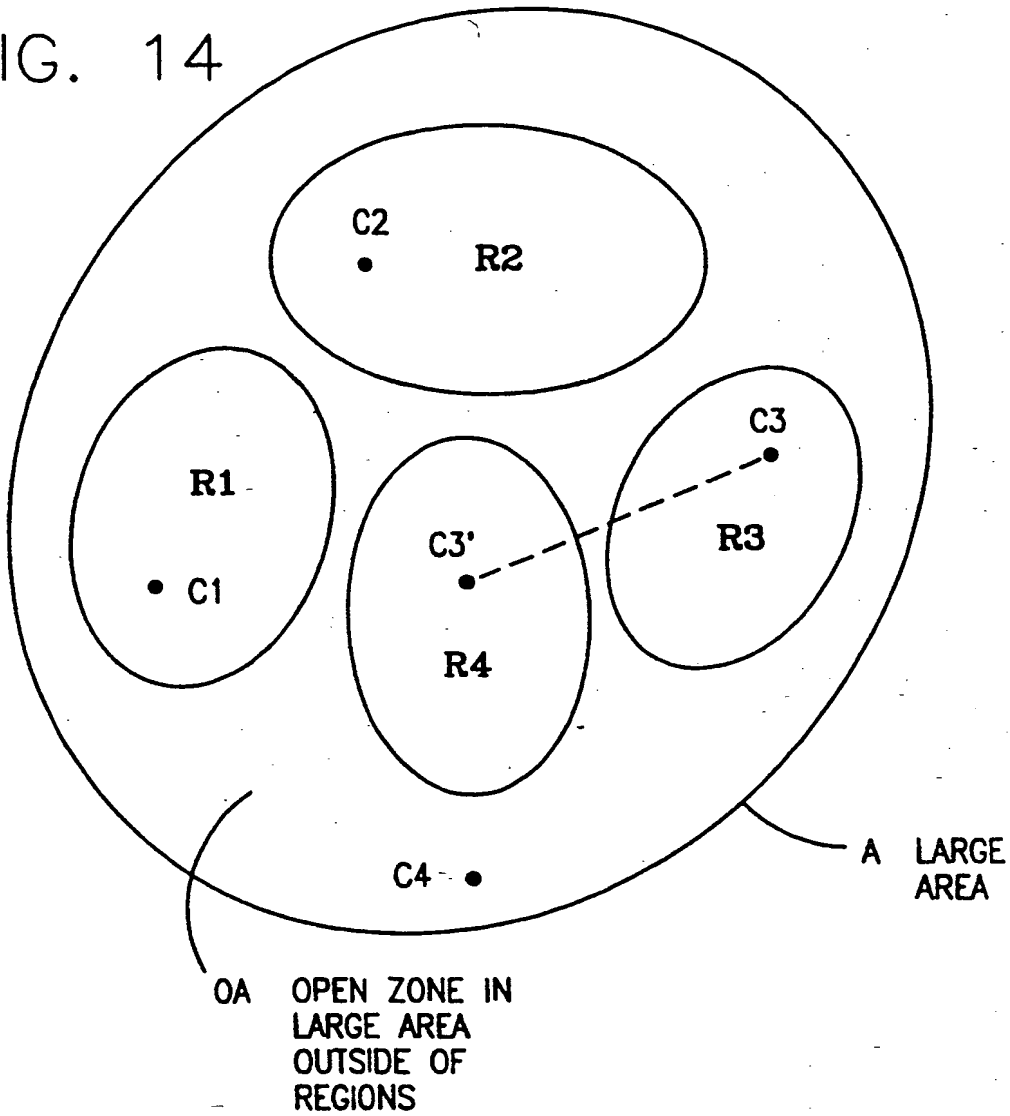 IG. 14
C2
R2
C3
R1
R3
C3'
C1
R4
A LARGE
AREA
C4
OA OPEN ZONE IN
LARGE AREA
OUTSIDE OF
REGIONS